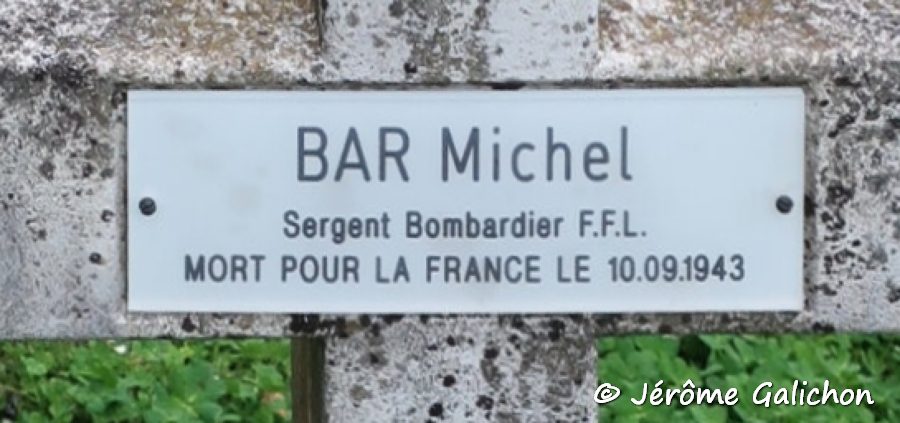 BAR Michel
Sergent Bombardier F.F.L.
MORT POUR LA FRANCE LE 10.09.1943
© Jérôme Galichon